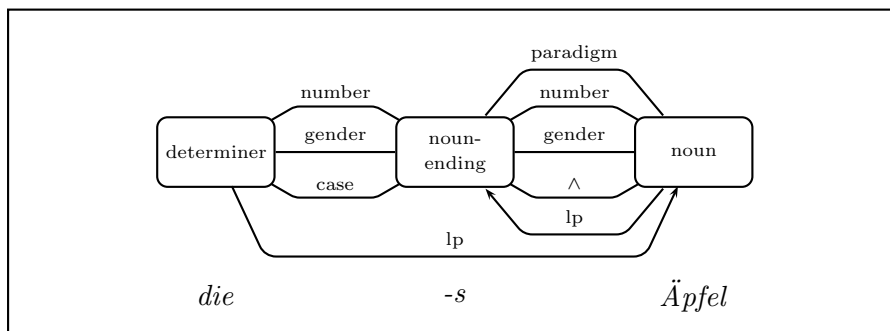 paradigm
number number
determiner gender noun-
ending gender noun
case ∧
lp
lp
die -s Äpfel